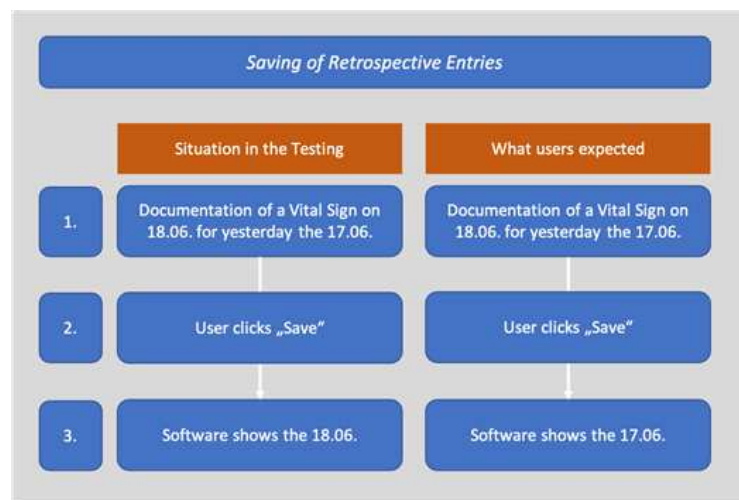 Saving of Retrospective Entries
Situation in the Testing
What users expected
1.
Documentation of a Vital Sign on
18.06. for yesterday the 17.06.
Documentation of a Vital Sign on
18.06. for yesterday the 17.06.
2.
User clicks „Save“
User clicks „Save“
3.
Software shows the 18.06.
Software shows the 17.06.